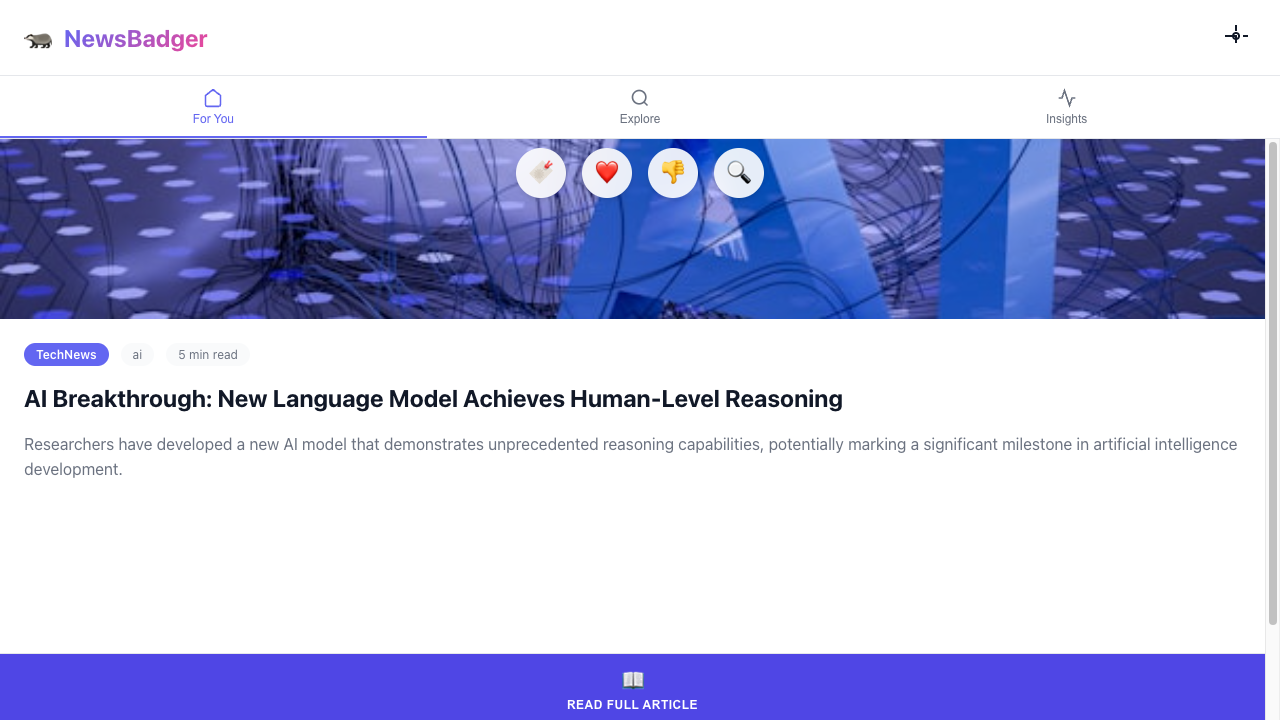 NewsBadger
For You
Explore
Insights
TechNews
ai
5 min read
AI Breakthrough: New Language Model Achieves Human-Level Reasoning
Researchers have developed a new AI model that demonstrates unprecedented reasoning capabilities, potentially marking a significant milestone in artificial intelligence
development.
READ FULL ARTICLE